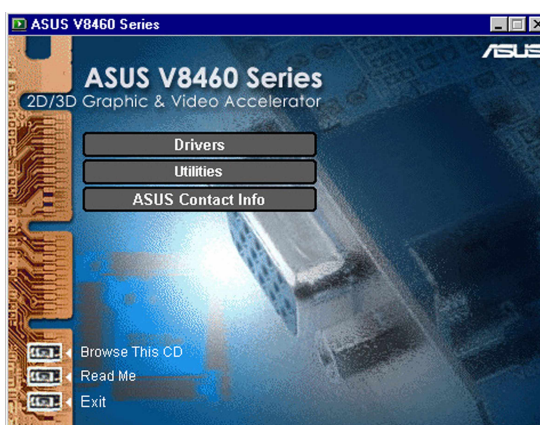 ASUS V8460 Series
ASUS
ASUS V8460 Series
2D/3D Graphic & Video Accelerator
Drivers
Utilities
ASUS Contact Info
Browse This CD
Read Me
Exit